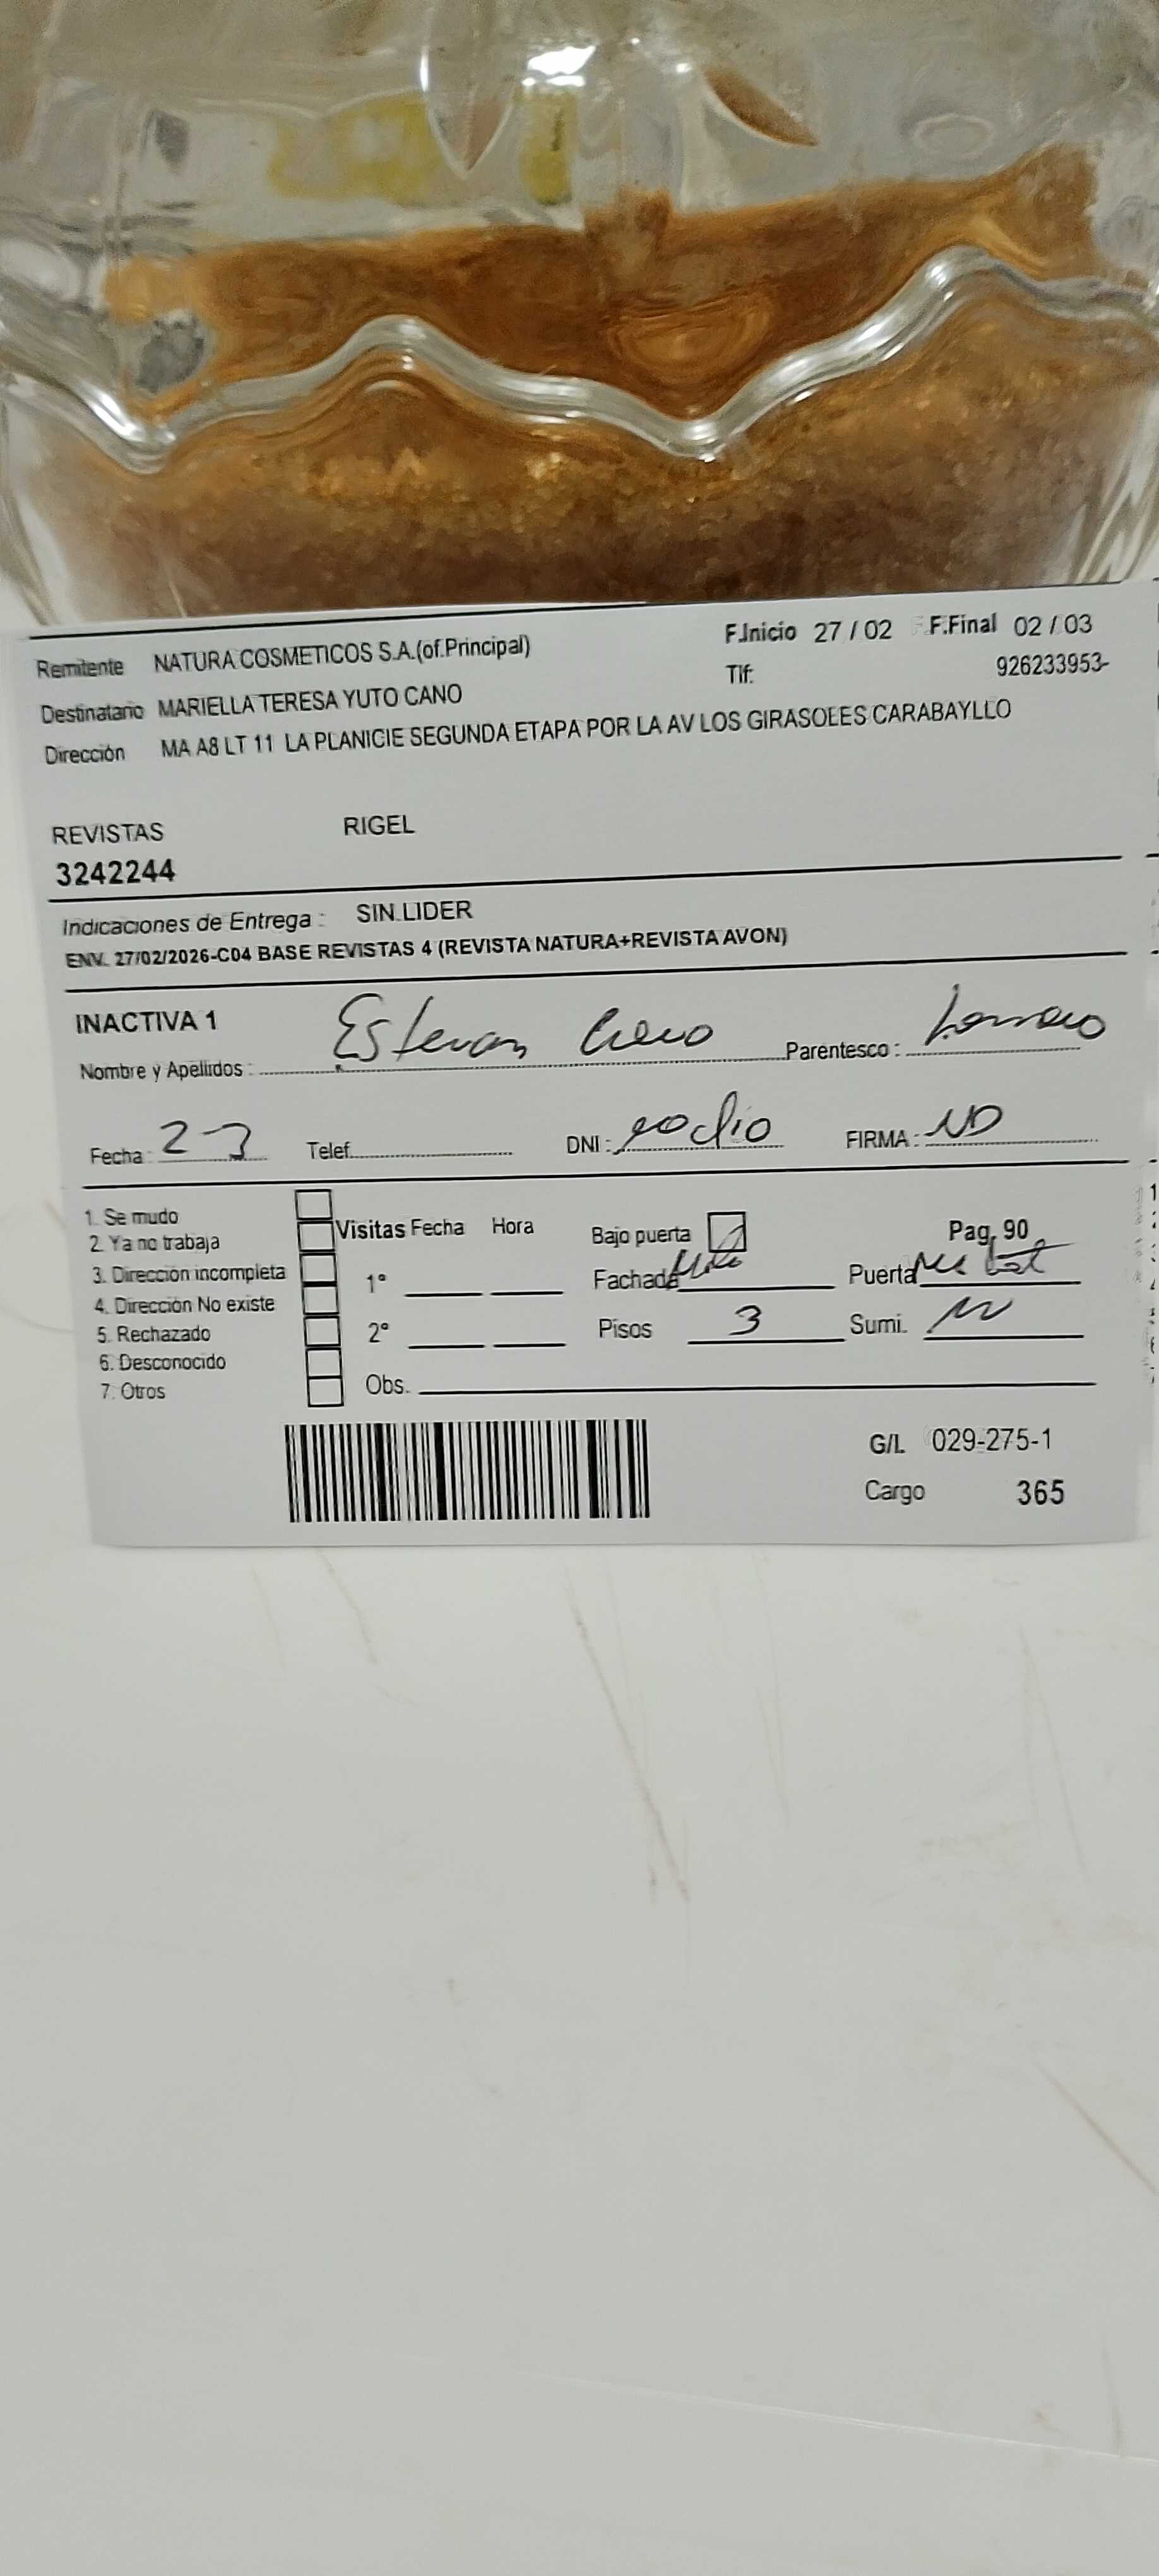 F.Inicio 27 / 02 F.Final 02 / 03
Remitente NATURA COSMETICOS S.A.(of.Principal)
Tlf: 926233953-
Destinatario MARIELLA TERESA YUTO CANO
Dirección MA A8 LT 11 LA PLANICIE SEGUNDA ETAPA POR LA AV LOS GIRASOLES CARABAYLLO
REVISTAS RIGEL
3242244
Indicaciones de Entrega : SIN LIDER
ENV. 27/02/2026-C04 BASE REVISTAS 4 (REVISTA NATURA+REVISTA AVON)
INACTIVA 1
Nombre y Apellidos : Estevan Parentesco :
Fecha : 2-3 Telef. DNI : FIRMA :
1. Se mudo
2. Ya no trabaja
3. Dirección incompleta
4. Dirección No existe
5. Rechazado
6. Desconocido
7. Otros
Visitas Fecha Hora
1°
2°
Obs.
Bajo puerta Pag. 90
Fachada Puerta
Pisos 3 Sumi.
G/L 029-275-1
Cargo 365